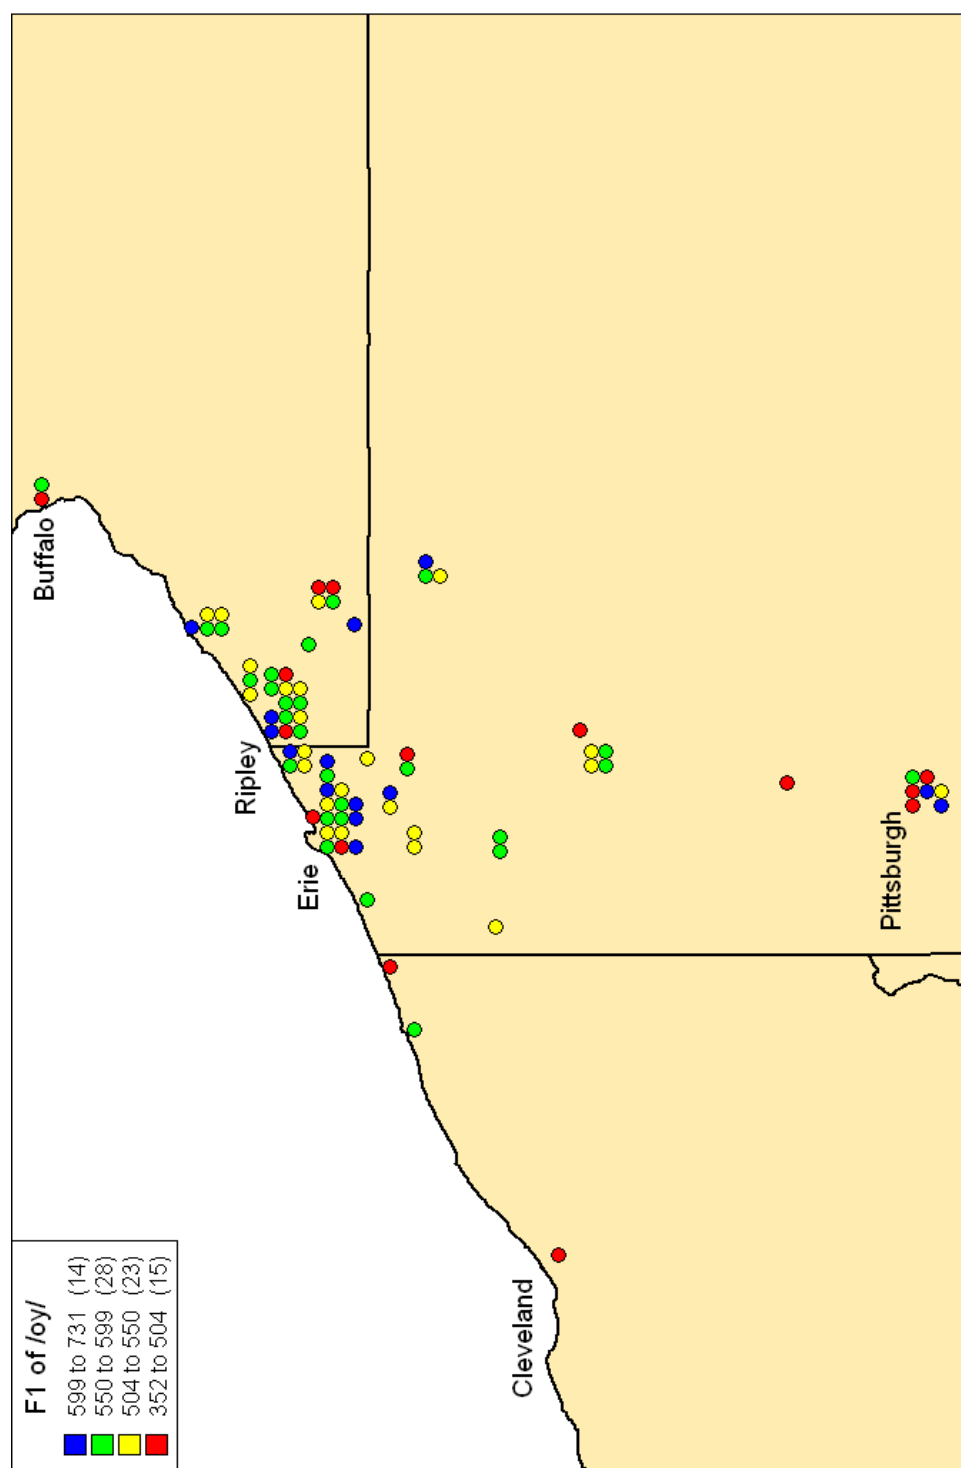 F1 of /oy/
599 to 731 (14)
550 to 599 (28)
504 to 550 (23)
352 to 504 (15)
Cleveland
Erie
Ripley
Buffalo
Pittsburgh